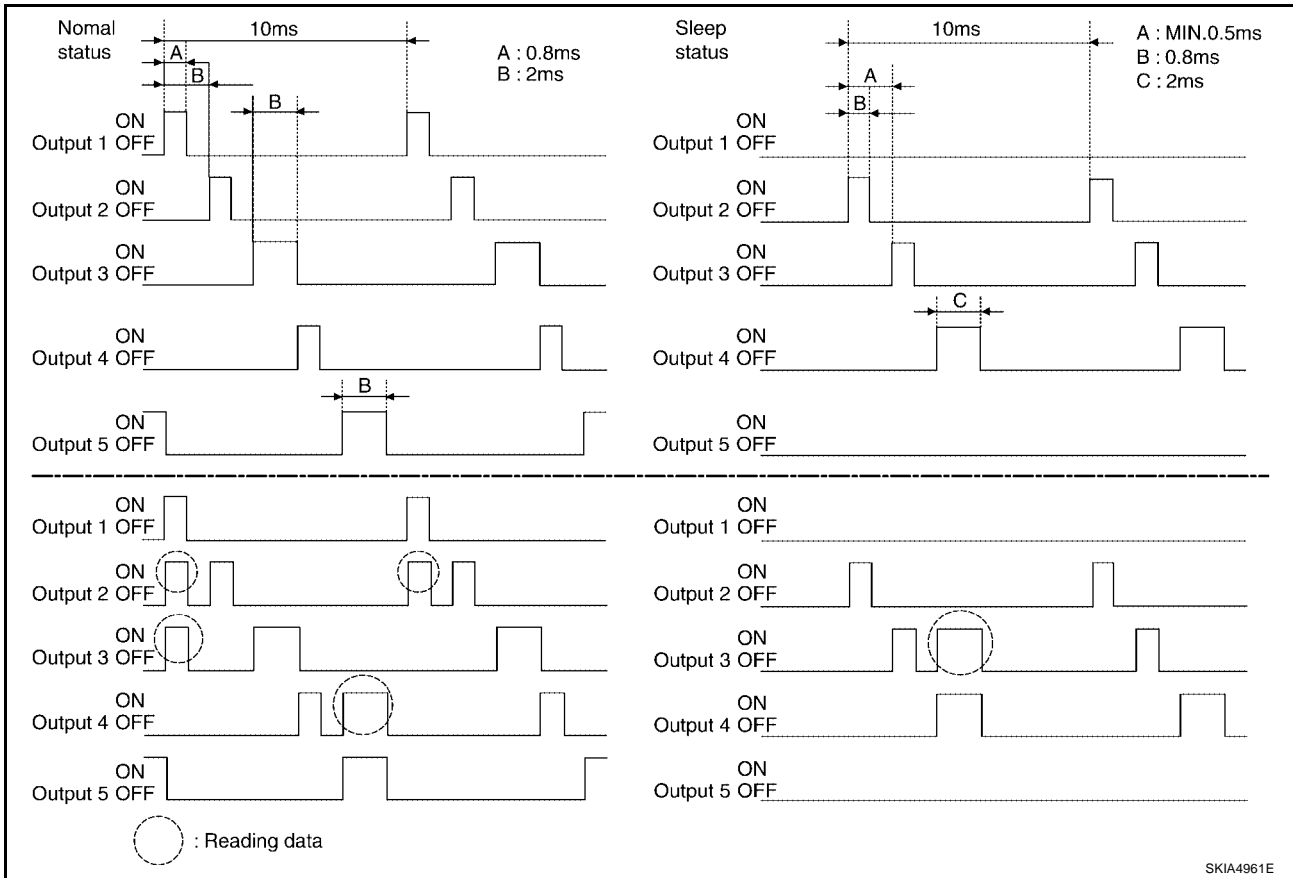 Nomal
status
10ms
A
B
A : 0.8ms
B : 2ms
B
ON
Output 1 OFF
ON
Output 2 OFF
ON
Output 3 OFF
ON
Output 4 OFF
B
ON
Output 5 OFF
Sleep
status
10ms
A
B
A : MIN.0.5ms
B : 0.8ms
C : 2ms
ON
Output 1 OFF
ON
Output 2 OFF
ON
Output 3 OFF
C
ON
Output 4 OFF
ON
Output 5 OFF
ON
Output 1 OFF
ON
Output 2 OFF
ON
Output 3 OFF
ON
Output 4 OFF
ON
Output 5 OFF
: Reading data
ON
Output 1 OFF
ON
Output 2 OFF
ON
Output 3 OFF
ON
Output 4 OFF
ON
Output 5 OFF
SKIA4961E